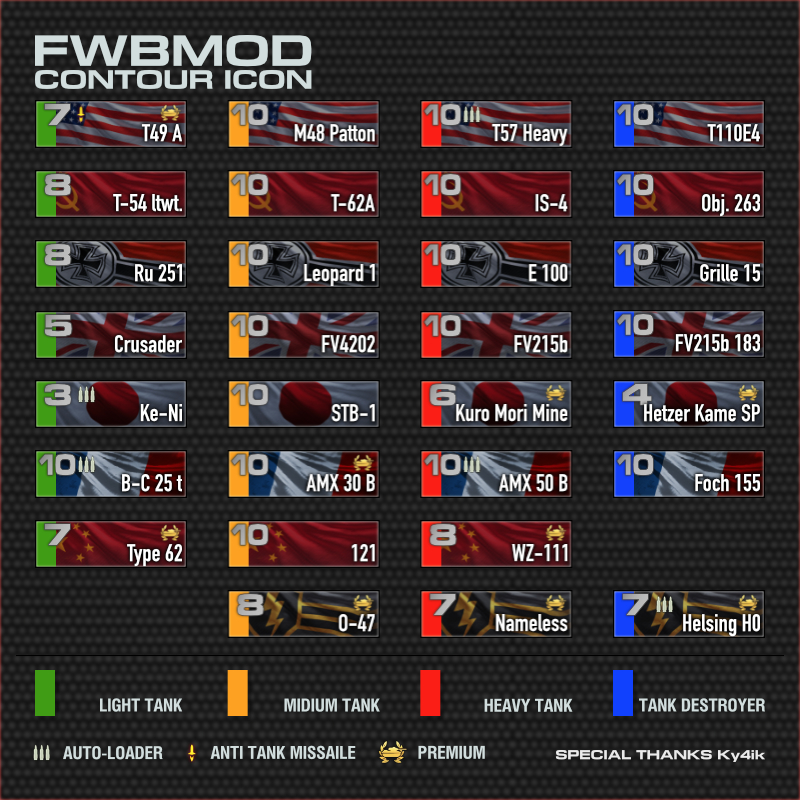 FWBMOD
CONTOUR ICON
7 T49 A
10 M48 Patton
10 T57 Heavy
10 T110E4
8 T-54 ltwt.
10 T-62A
10 IS-4
10 Obj. 263
8 Ru 251
10 Leopard 1
10 E 100
10 Grille 15
5 Crusader
10 FV4202
10 FV215b
10 FV215b 183
3 Ke-Ni
10 STB-1
6 Kuro Mori Mine
4 Hetzer Kame SP
10 B-C 25 t
10 AMX 30 B
10 AMX 50 B
10 Foch 155
7 Type 62
10 121
8 WZ-111
8 O-47
7 Nameless
7 Helsing H0
LIGHT TANK
MIDIUM TANK
HEAVY TANK
TANK DESTROYER
AUTO-LOADER
ANTI TANK MISSAILE
PREMIUM
SPECIAL THANKS Ky4ik